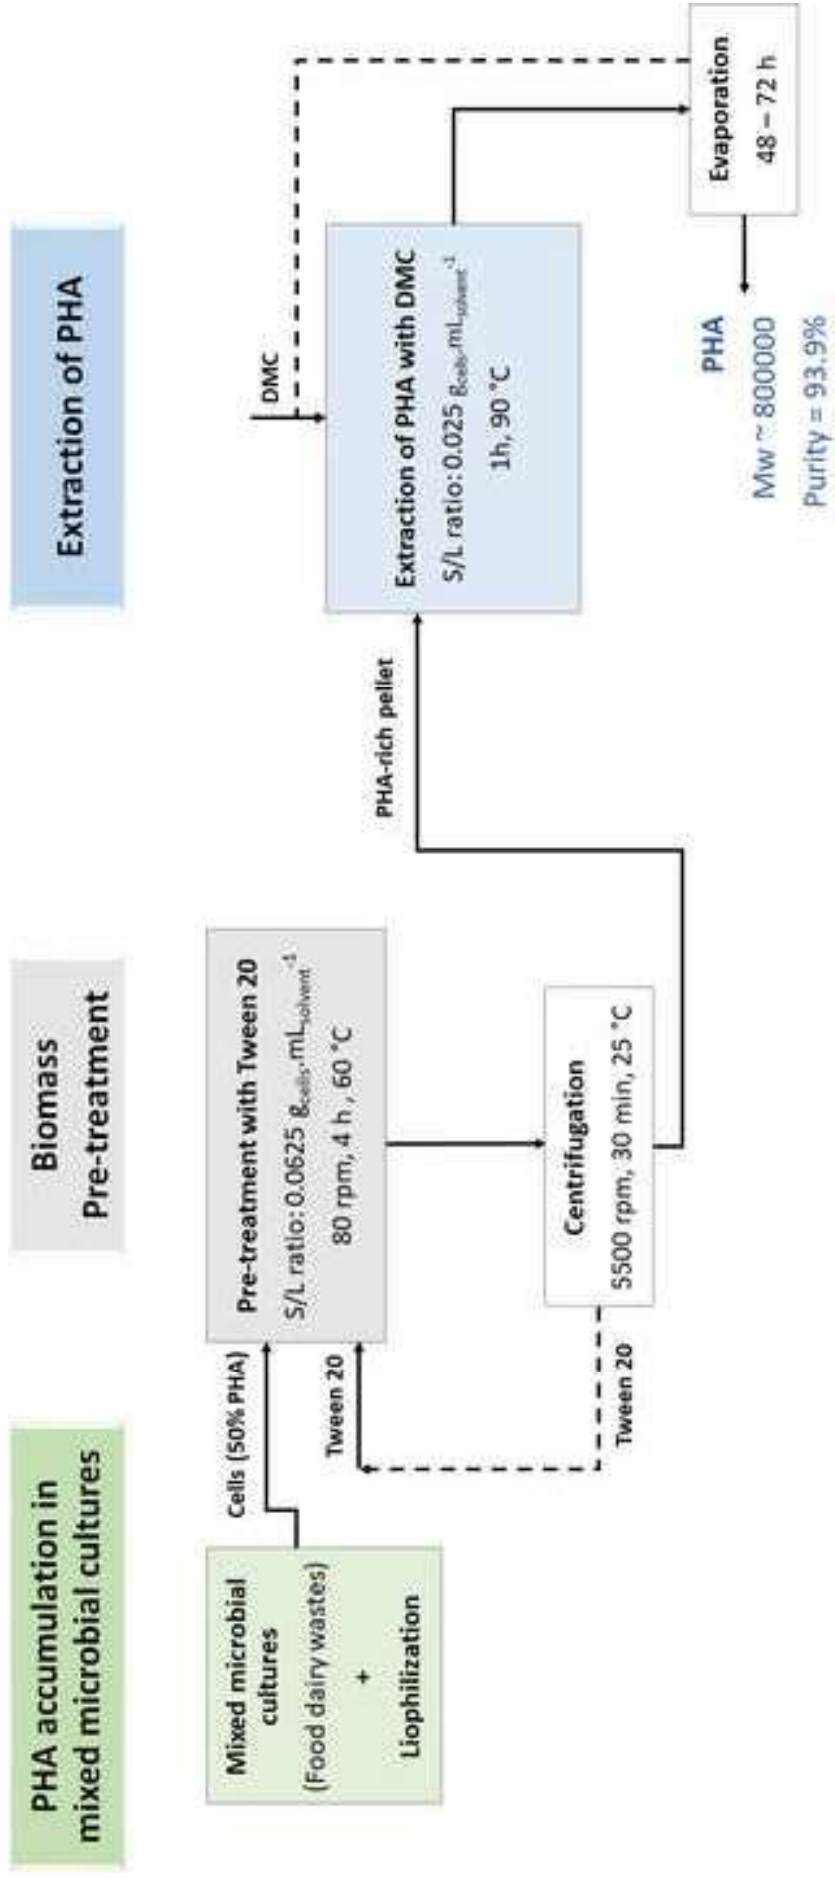 PHA accumulation in
mixed microbial cultures
Biomass
Pre-treatment
Extraction of PHA
Mixed microbial
cultures
(Food dairy wastes)
+
Liophilization
Cells (50% PHA)
Tween 20
Pre-treatment with Tween 20
S/L ratio: 0.0625 gcells.mLsolvent-1
80 rpm, 4 h , 60 °C
Tween 20
Centrifugation
5500 rpm, 30 min, 25 °C
PHA-rich pellet
DMC
Extraction of PHA with DMC
S/L ratio: 0.025 gcells.mLsolvent-1
1h, 90 °C
Evaporation
48 – 72 h
PHA
Mw ~ 800000
Purity = 93.9%